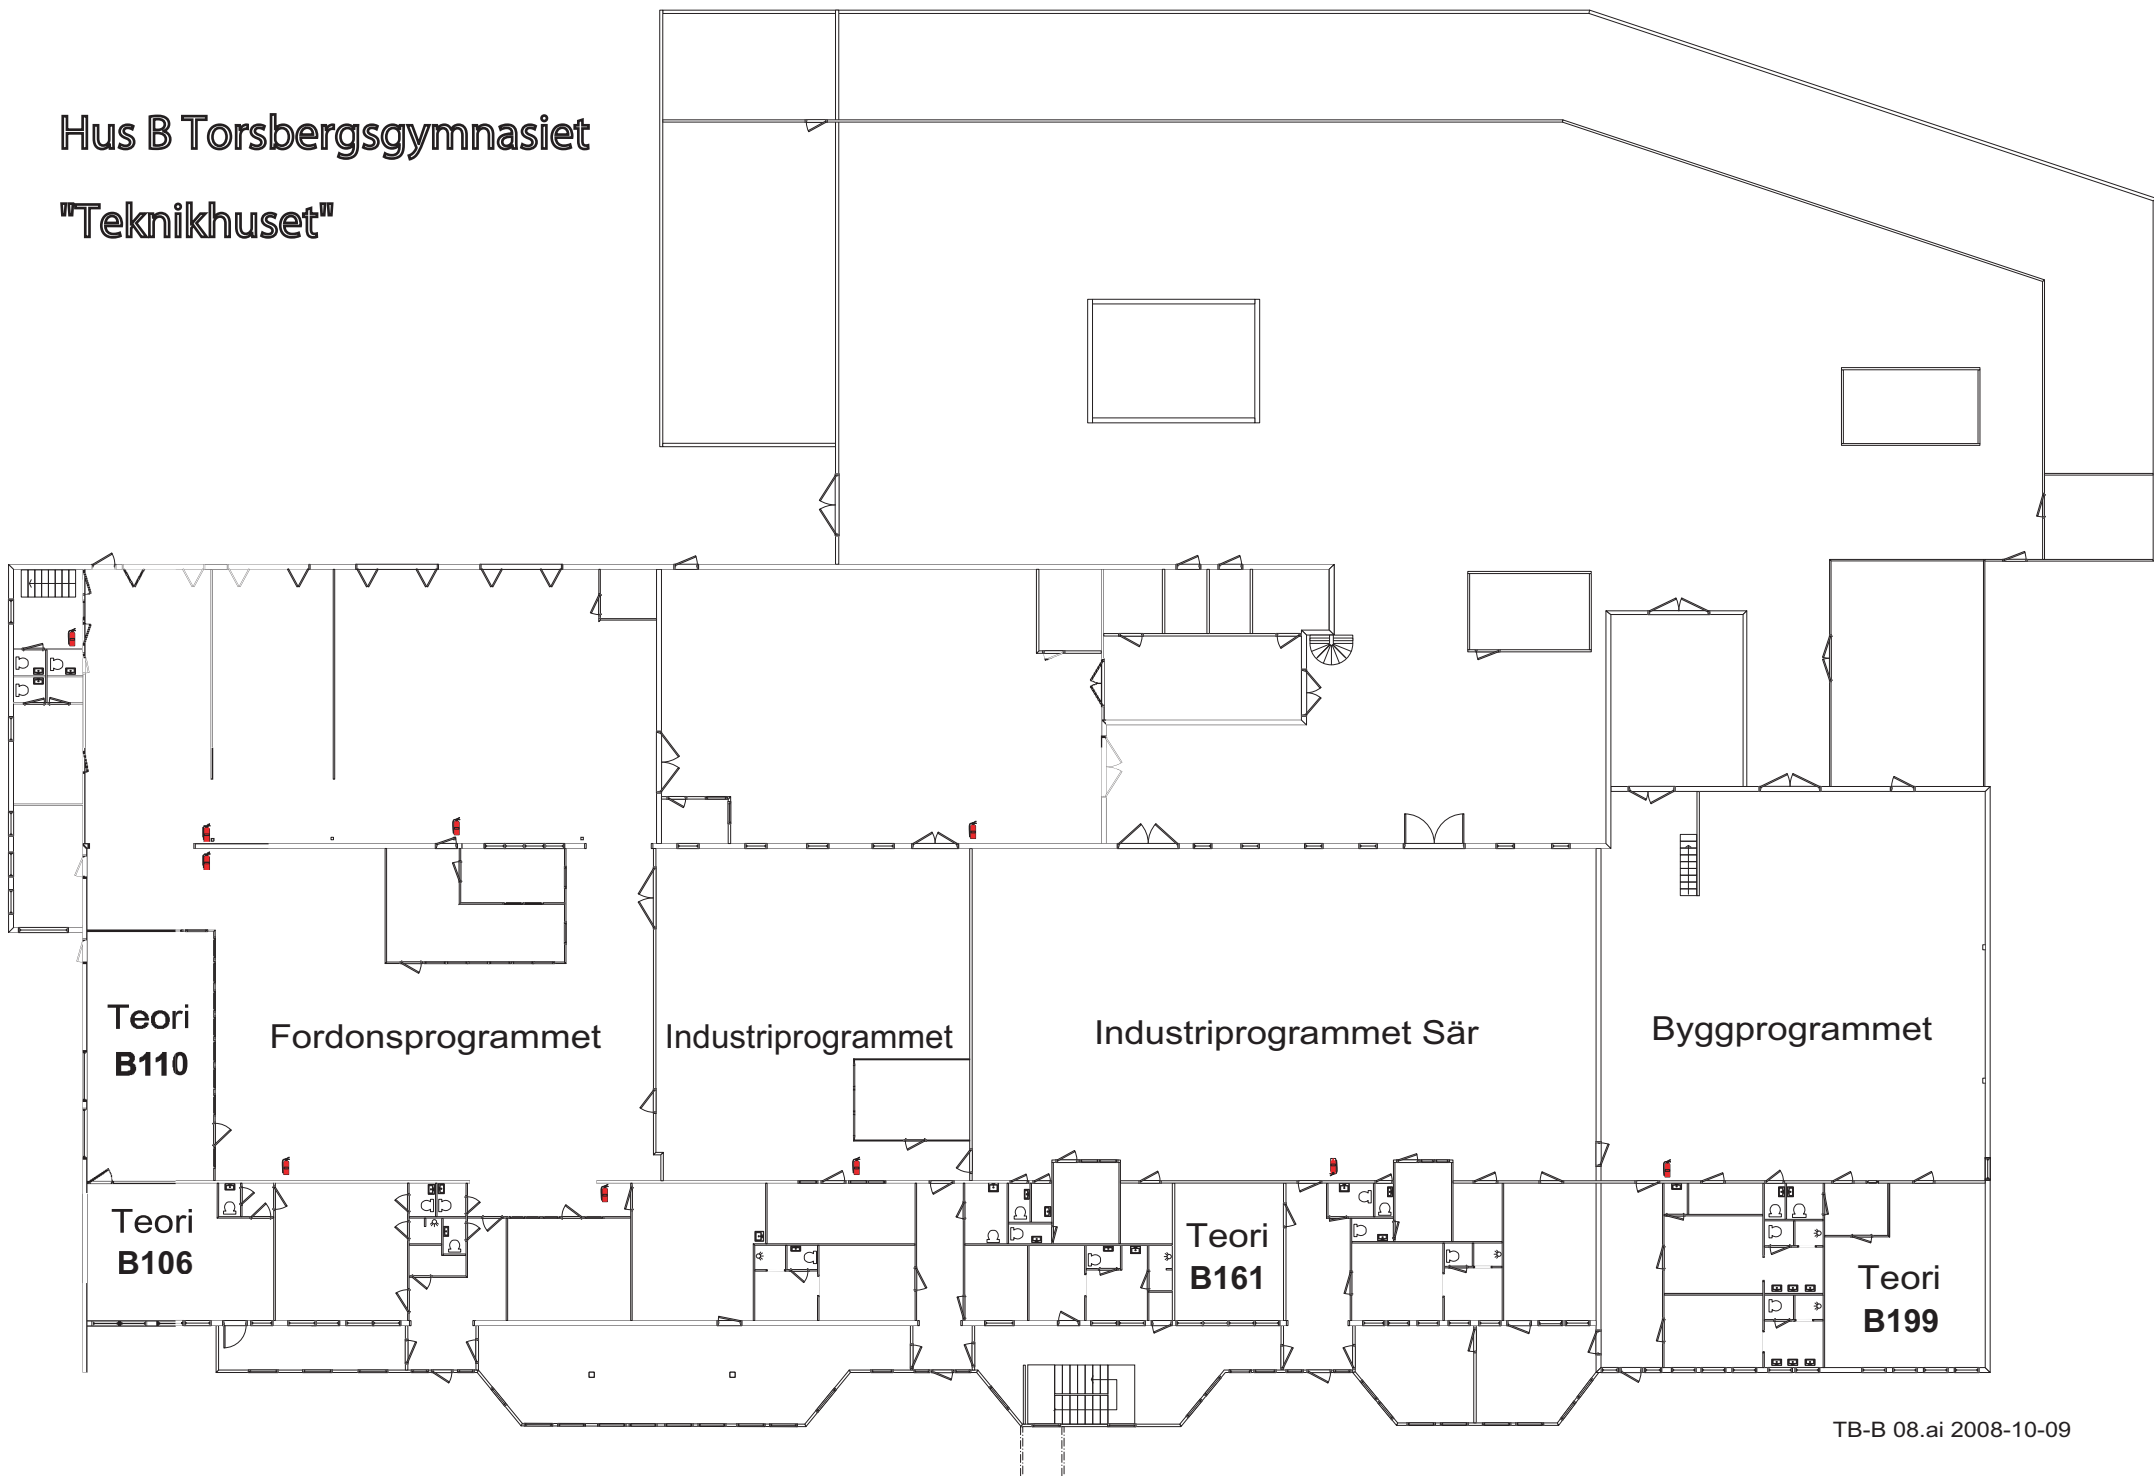 Hus B Torsbergsgymnasiet
"Teknikhuset"
Teori
B110
Fordonsprogrammet
Industriprogrammet
Industriprogrammet Sär
Byggprogrammet
Teori
B106
Teori
B161
Teori
B199
TB-B 08.ai 2008-10-09